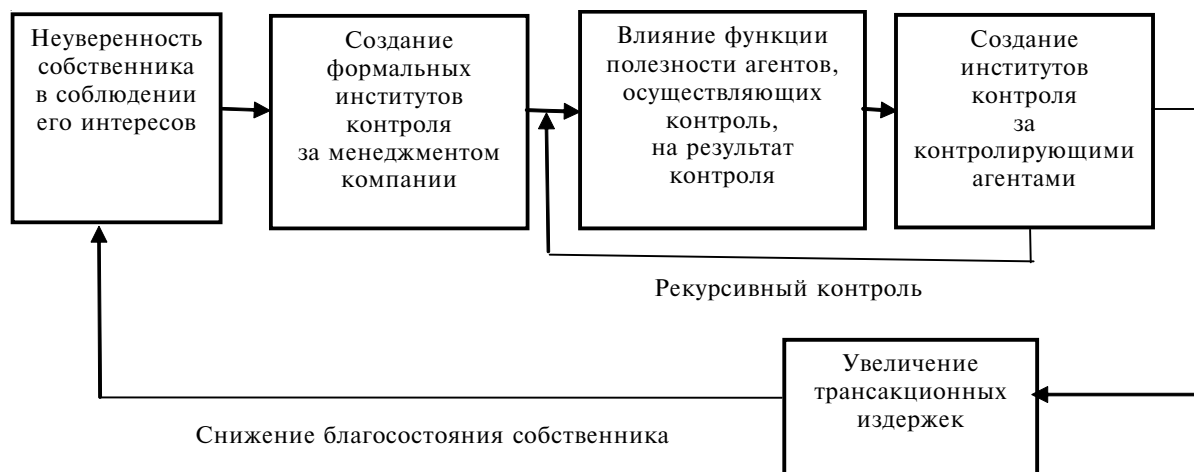 Неуверенность
собственника
в соблюдении
его интересов
Создание
формальных
институтов
контроля
за менеджментом
компании
Влияние функции
полезности агентов,
осуществляющих
контроль,
на результат
контроля
Создание
институтов
контроля
за
контролирующими
агентами
Рекурсивный контроль
Увеличение
трансакционных
издержек
Снижение благосостояния собственника